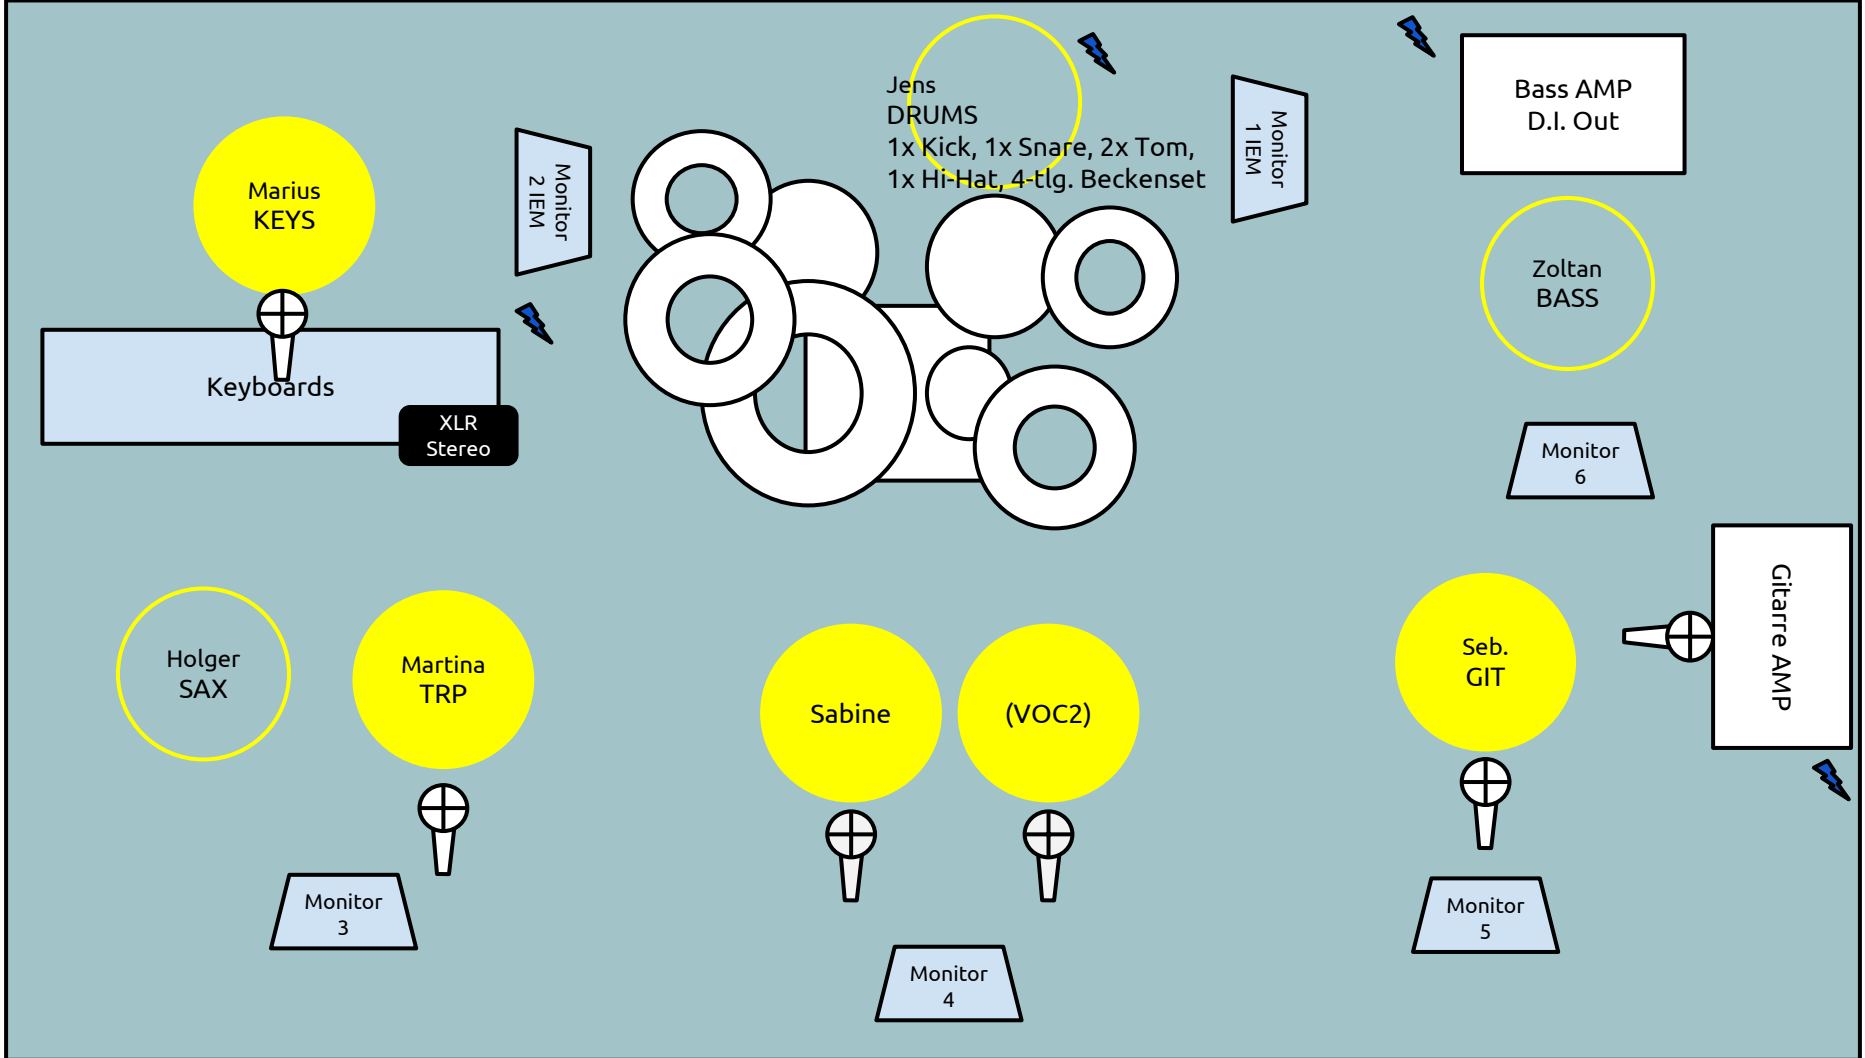 Jens
DRUMS
1x Kick, 1x Snare, 2x Tom,
1x Hi-Hat, 4-tlg. Beckenset
Monitor
1 IEM
Bass AMP
D.I. Out
Marius
KEYS
Monitor
2 IEM
Zoltan
BASS
Keyboards
XLR
Stereo
Monitor
6
Holger
SAX
Martina
TRP
Sabine
(VOC2)
Seb.
GIT
Gitarre AMP
Monitor
3
Monitor
4
Monitor
5